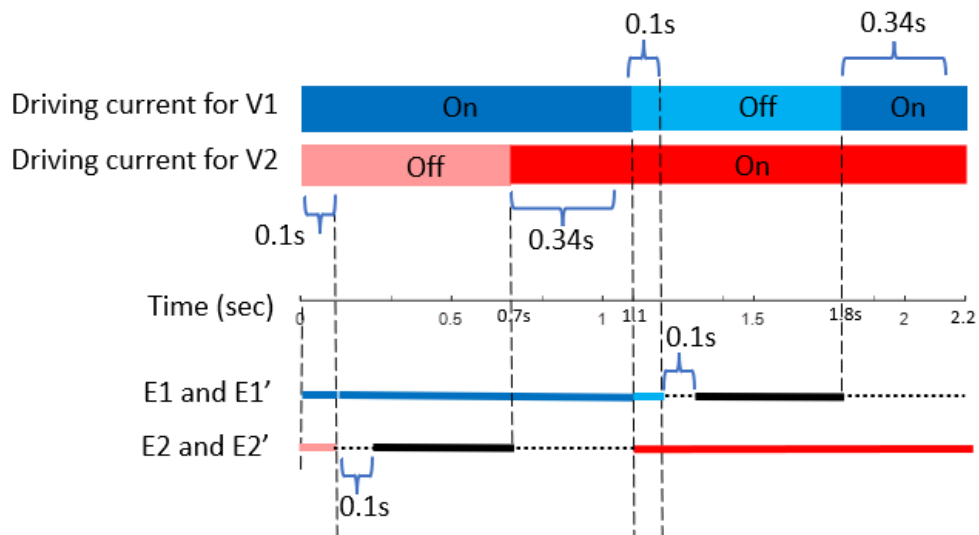 0.1s 0.34s
Driving current for V1 On Off On
Driving current for V2 Off On
0.1s 0.34s
Time (sec)
0 0.5 0.7s 1 1.1 1.5 1.8s 2 2.2
0.1s
E1 and E1’
E2 and E2’
0.1s